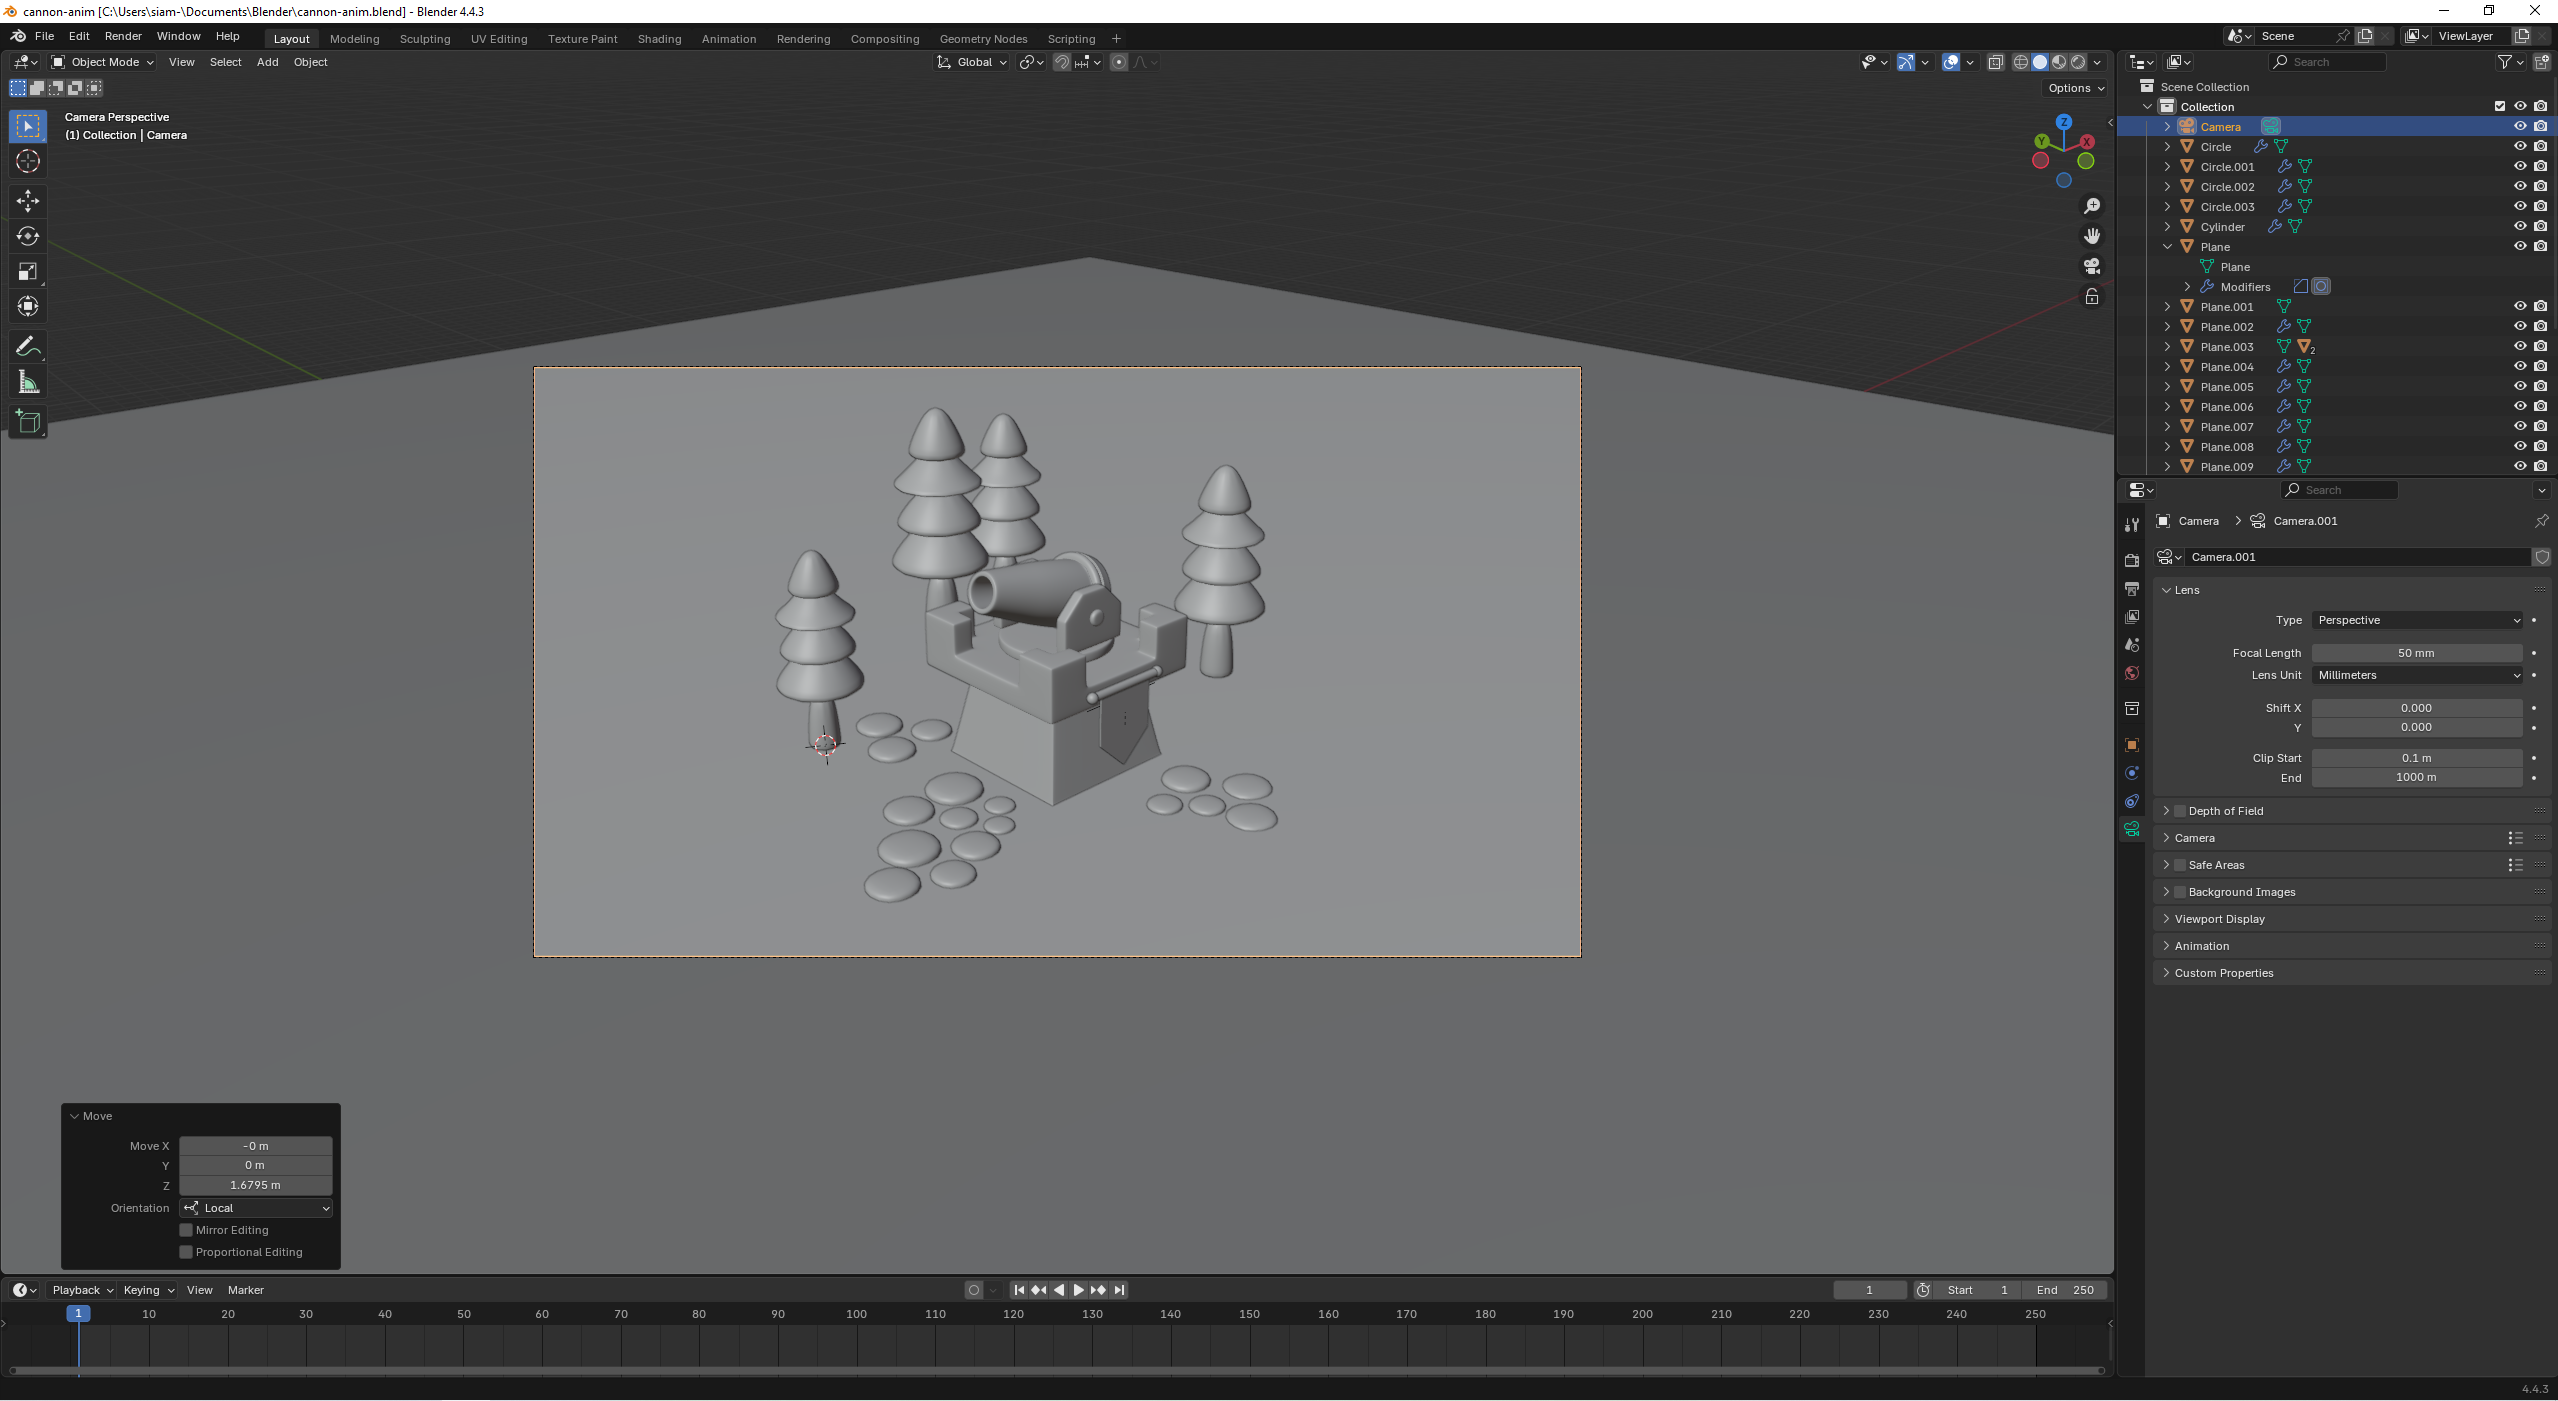 cannon-anim [C:\Users\siam-\Documents\Blender\cannon-anim.blend] - Blender 4.4.3
File Edit Render Window Help Layout Modeling Sculpting UV Editing Texture Paint Shading Animation Rendering Compositing Geometry Nodes Scripting + Scene ViewLayer
Object Mode View Select Add Object Global Search
Options
Camera Perspective
(1) Collection | Camera
Z
Y X
Scene Collection
Collection
Camera
Circle
Circle.001
Circle.002
Circle.003
Cylinder
Plane
Plane
Modifiers
Plane.001
Plane.002
Plane.003 2
Plane.004
Plane.005
Plane.006
Plane.007
Plane.008
Plane.009
Search
Camera > Camera.001
Camera.001
Lens
Type Perspective
Focal Length 50 mm
Lens Unit Millimeters
Shift X 0.000
Y 0.000
Clip Start 0.1 m
End 1000 m
Depth of Field
Camera
Safe Areas
Background Images
Viewport Display
Animation
Custom Properties
Move
Move X -0 m
Y 0 m
Z 1.6795 m
Orientation Local
Mirror Editing
Proportional Editing
Playback Keying View Marker 1 Start 1 End 250
1 10 20 30 40 50 60 70 80 90 100 110 120 130 140 150 160 170 180 190 200 210 220 230 240 250
4.4.3